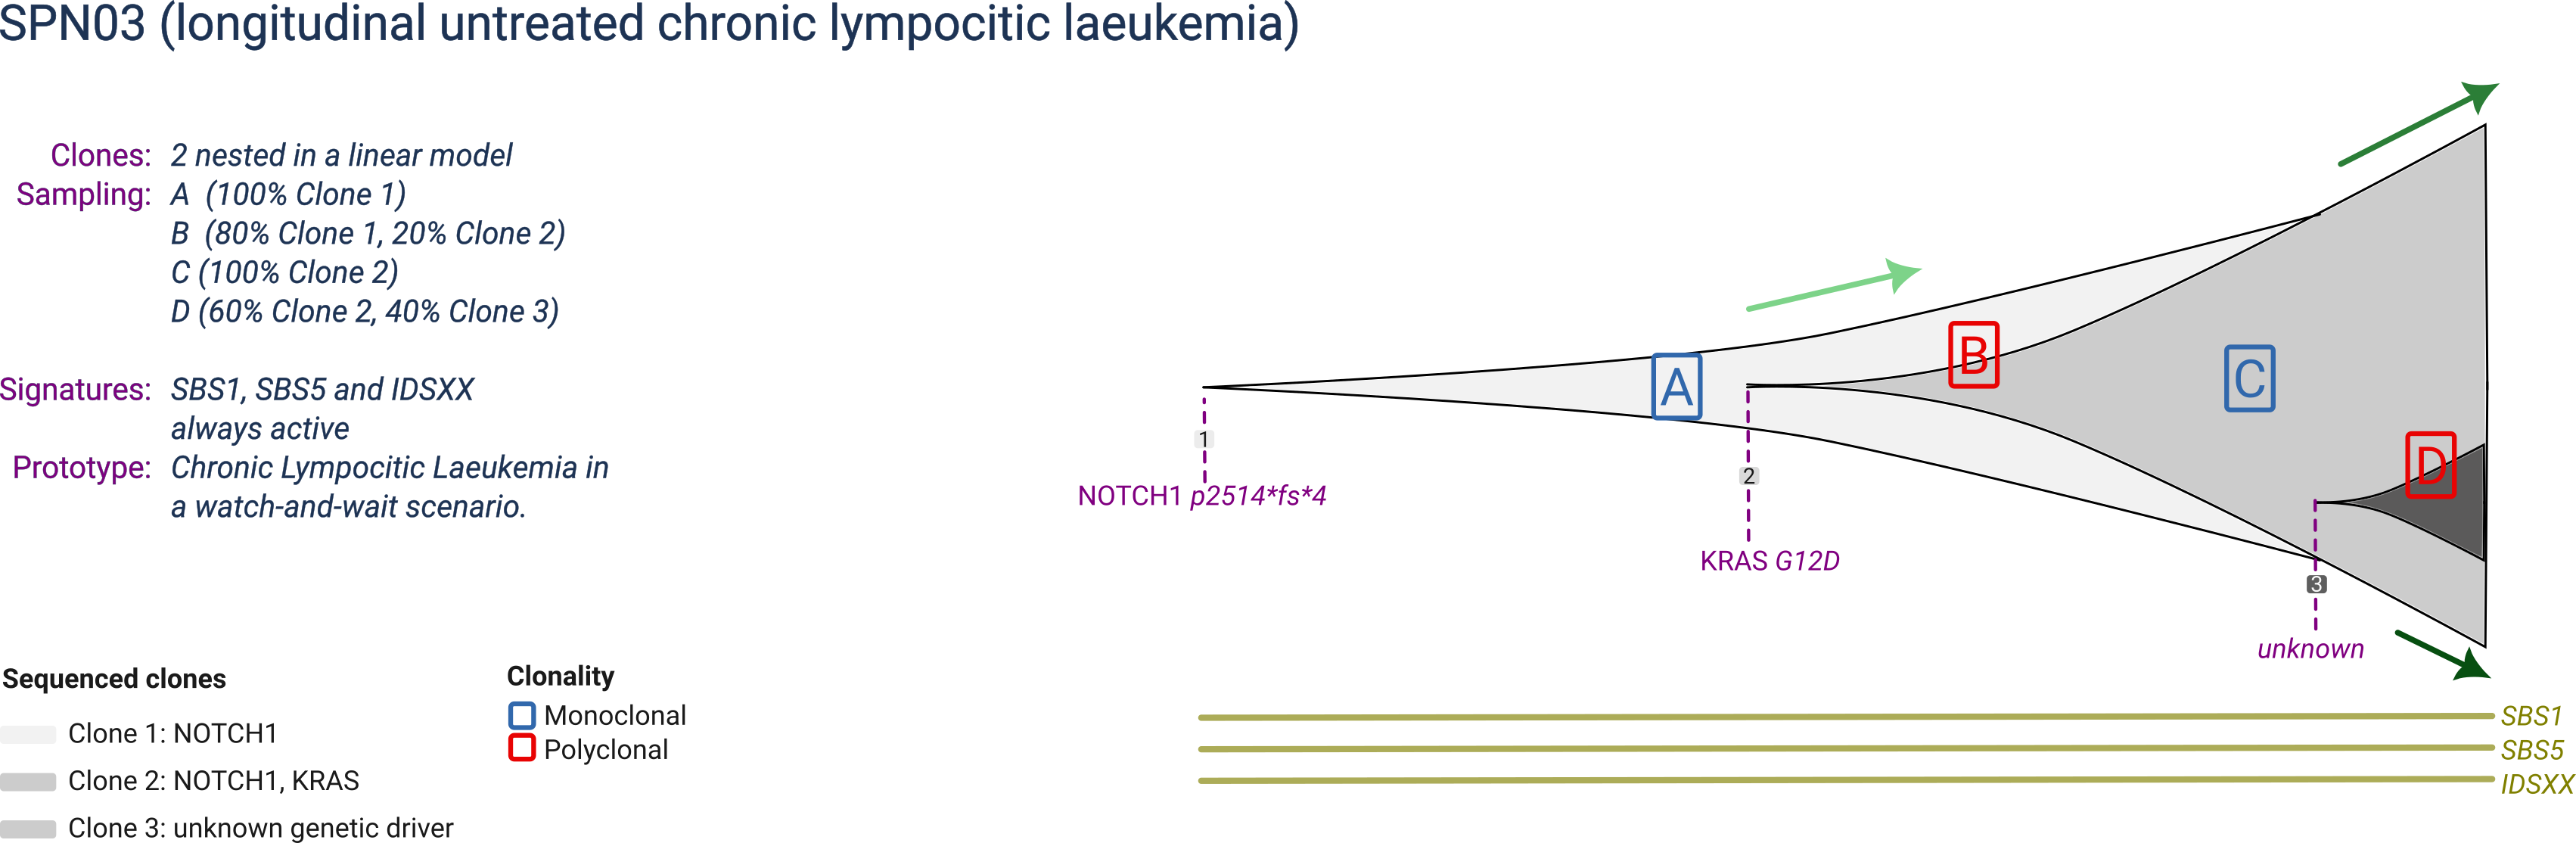 SPN03 (longitudinal untreated chronic lympocitic laeukemia)
Clones: 2 nested in a linear model
Sampling: A (100% Clone 1)
B (80% Clone 1, 20% Clone 2)
C (100% Clone 2)
D (60% Clone 2, 40% Clone 3)
Signatures: SBS1, SBS5 and IDSXX
always active
Prototype: Chronic Lympocitic Laeukemia in
a watch-and-wait scenario.
A
B
C
D
1
NOTCH1 p2514*fs*4
2
KRAS G12D
3
unknown
Sequenced clones
Clone 1: NOTCH1
Clone 2: NOTCH1, KRAS
Clone 3: unknown genetic driver
Clonality
Monoclonal
Polyclonal
SBS1
SBS5
IDSXX